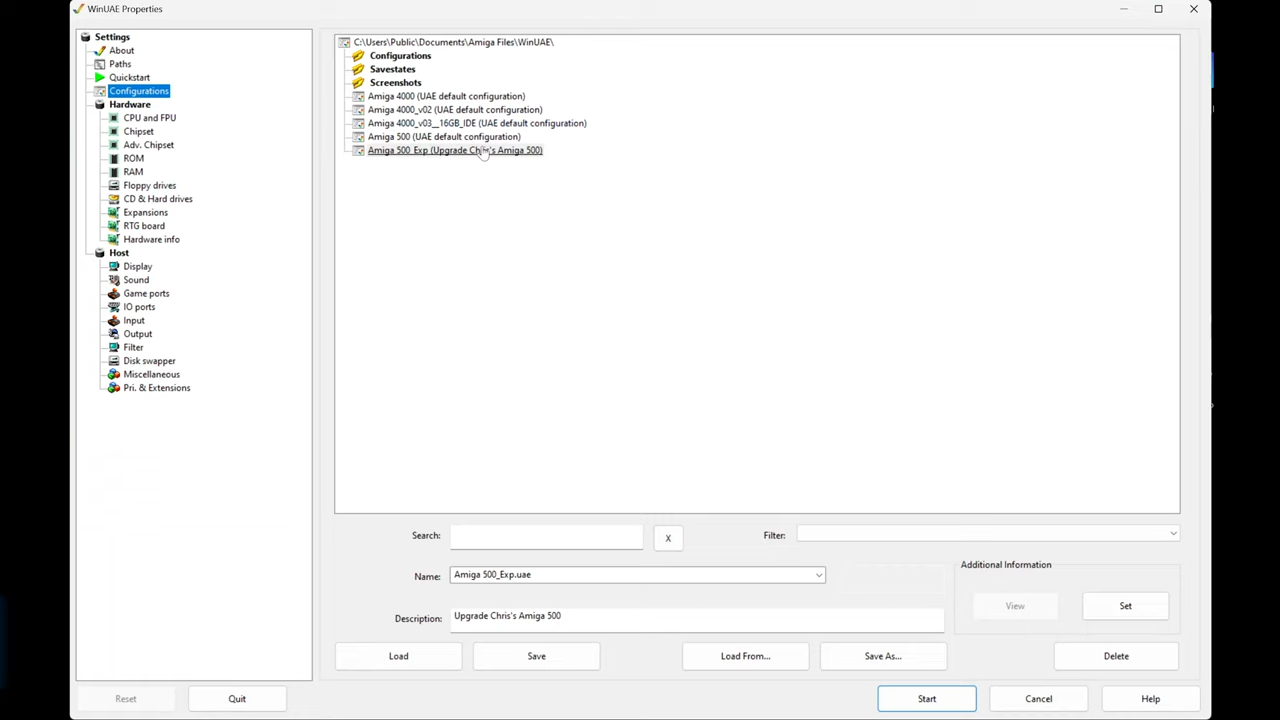 WinUAE Properties
Settings
About
Paths
Quickstart
Configurations
Hardware
CPU and FPU
Chipset
Adv. Chipset
ROM
RAM
Floppy drives
CD & Hard drives
Expansions
RTG board
Hardware info
Host
Display
Sound
Game ports
IO ports
Input
Output
Filter
Disk swapper
Miscellaneous
Pri. & Extensions
C:\Users\Public\Documents\Amiga Files\WinUAE\
Configurations
Savestates
Screenshots
Amiga 4000 (UAE default configuration)
Amiga 4000_v02 (UAE default configuration)
Amiga 4000_v03__16GB_IDE (UAE default configuration)
Amiga 500 (UAE default configuration)
Amiga 500_Exp (Upgrade Chris's Amiga 500)
Search:
X
Filter:
Name:
Amiga 500_Exp.uae
Additional Information
View
Set
Description:
Upgrade Chris's Amiga 500
Load
Save
Load From...
Save As...
Delete
Reset
Quit
Start
Cancel
Help